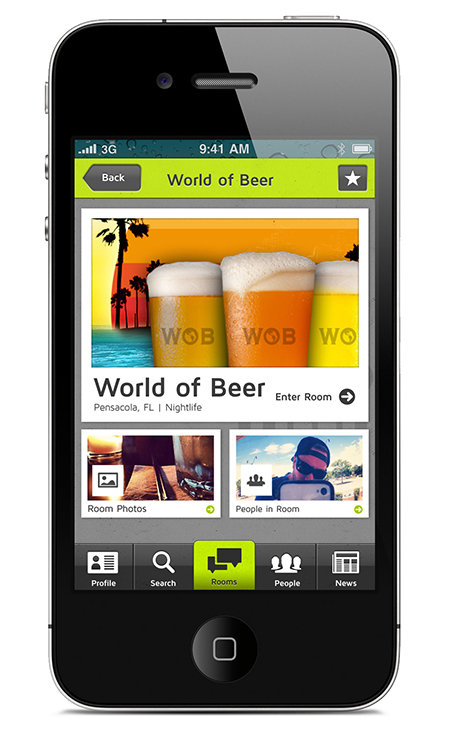 3G 9:41 AM
Back World of Beer
WOB WOB WO
World of Beer
Enter Room
Pensacola, FL | Nightlife
Room Photos People in Room
Profile Search Rooms People News